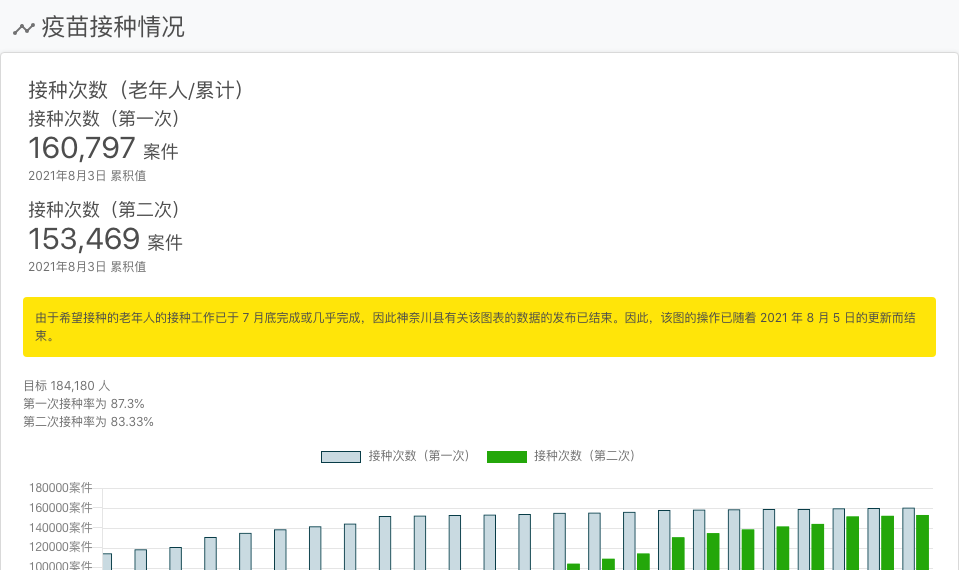 疫苗接种情况
接种次数（老年人/累计）
接种次数（第一次）
160,797 案件
2021年8月3日 累积值
接种次数（第二次）
153,469 案件
2021年8月3日 累积值
由于希望接种的老年人的接种工作已于 7 月底完成或几乎完成，因此神奈川县有关该图表的数据的发布已结束。因此，该图的操作已随着 2021 年 8 月 5 日的更新而结
束。
目标 184,180 人
第一次接种率为 87.3%
第二次接种率为 83.33%
接种次数（第一次） 接种次数（第二次）
180000案件
160000案件
140000案件
120000案件
100000案件